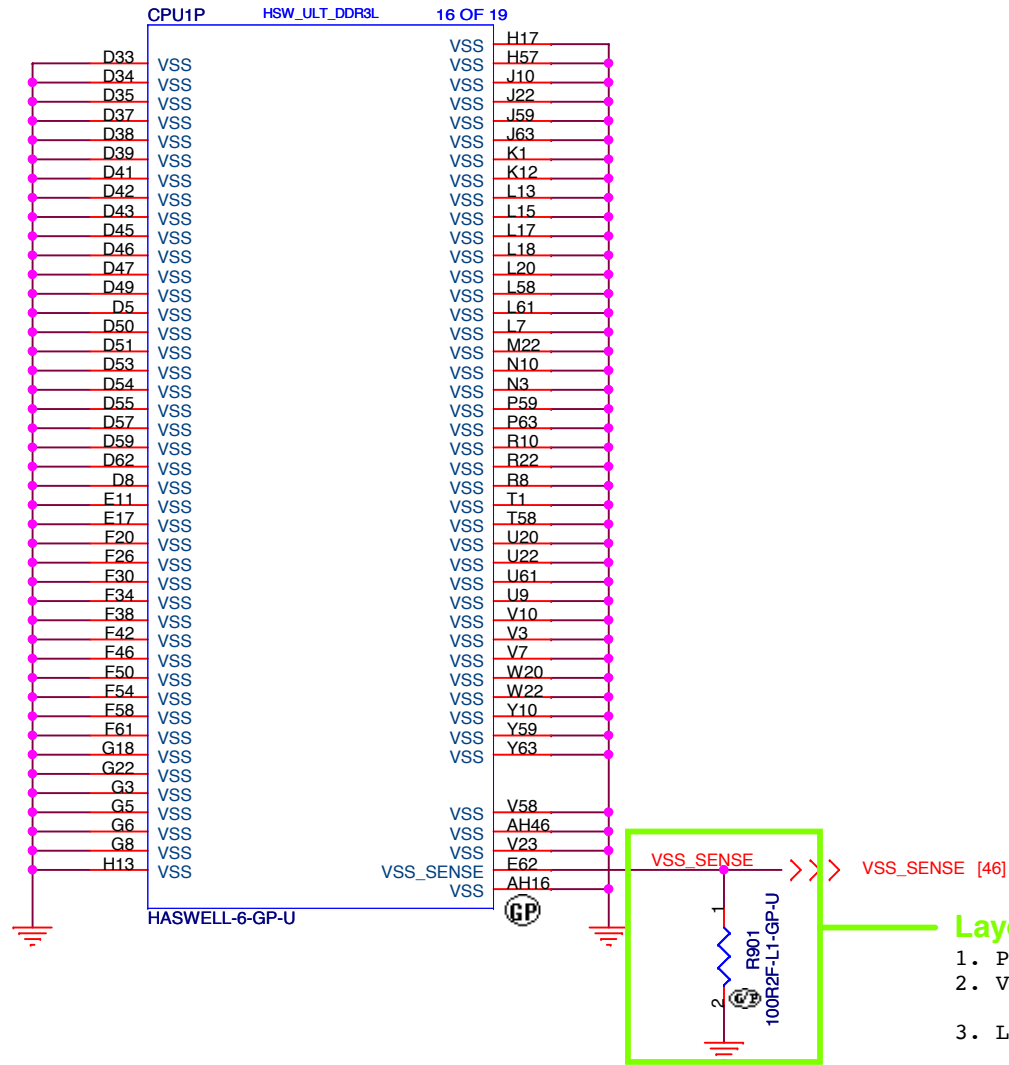 CPU1P HSW_ULT_DDR3L 16 OF 19
VSS H17
D33 VSS VSS H57
D34 VSS VSS J10
D35 VSS VSS J22
D37 VSS VSS J59
D38 VSS VSS J63
D39 VSS VSS K1
D41 VSS VSS K12
D42 VSS VSS L13
D43 VSS VSS L15
D45 VSS VSS L17
D46 VSS VSS L18
D47 VSS VSS L20
D49 VSS VSS L58
D5 VSS VSS L61
D50 VSS VSS L7
D51 VSS VSS M22
D53 VSS VSS N10
D54 VSS VSS N3
D55 VSS VSS P59
D57 VSS VSS P63
D59 VSS VSS R10
D62 VSS VSS R22
D8 VSS VSS R8
E11 VSS VSS T1
E17 VSS VSS T58
F20 VSS VSS U20
F26 VSS VSS U22
F30 VSS VSS U61
F34 VSS VSS U9
F38 VSS VSS V10
F42 VSS VSS V3
F46 VSS VSS V7
F50 VSS VSS W20
F54 VSS VSS W22
F58 VSS VSS Y10
F61 VSS VSS Y59
G18 VSS VSS Y63
G22 VSS
G3 VSS
G5 VSS VSS V58
G6 VSS VSS AH46
G8 VSS VSS V23
H13 VSS VSS_SENSE E62 VSS_SENSE VSS_SENSE [46]
VSS AH16
HASWELL-6-GP-U GP
1
R901
100R2F-L1-GP-U
2 G/P
Lay
1. P
2. V
3. L